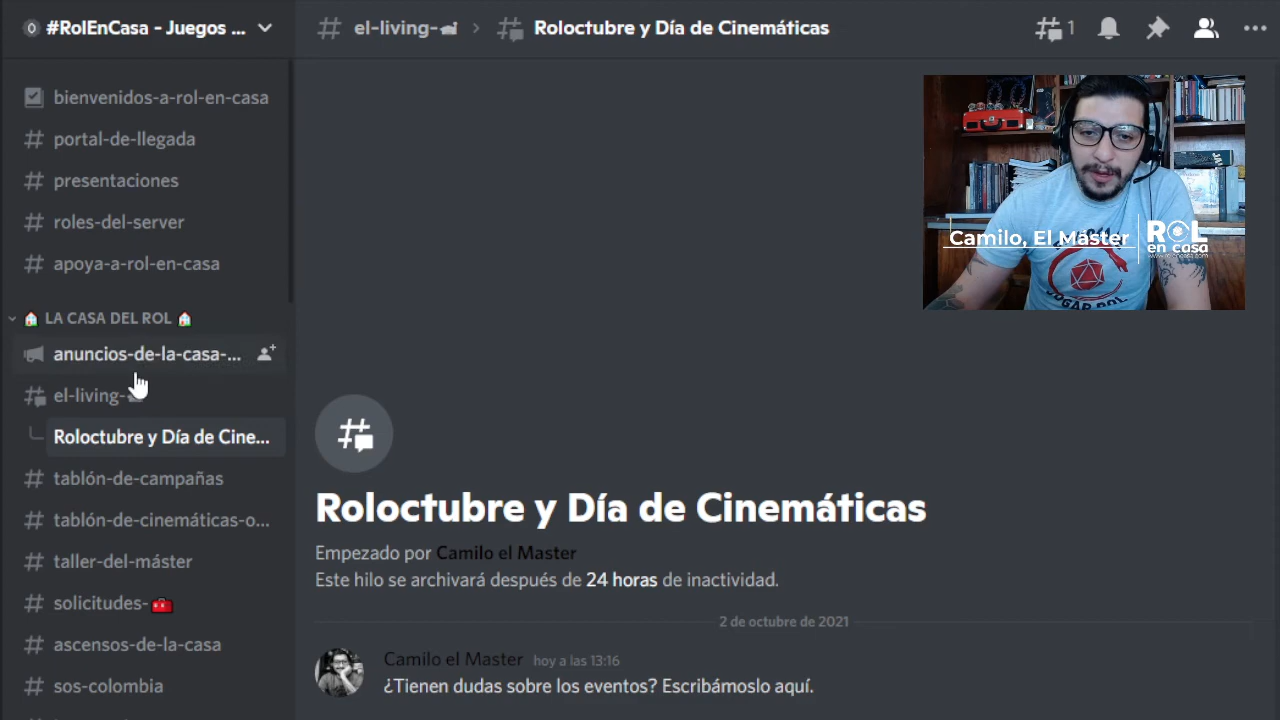 #RolEnCasa - Juegos ...
bienvenidos-a-rol-en-casa
portal-de-llegada
presentaciones
roles-del-server
apoya-a-rol-en-casa
LA CASA DEL ROL
anuncios-de-la-casa-...
el-living-
Roloctubre y Día de Cine...
tablón-de-campañas
tablón-de-cinemáticas-o...
taller-del-máster
solicitudes-
ascensos-de-la-casa
sos-colombia
el-living- > Roloctubre y Día de Cinemáticas
1
Camilo, El Máster
ROL
en casa
www.rolencasa.com
JUGAR ROL
Roloctubre y Día de Cinemáticas
Empezado por Camilo el Master
Este hilo se archivará después de 24 horas de inactividad.
2 de octubre de 2021
Camilo el Master hoy a las 13:16
¿Tienen dudas sobre los eventos? Escribámoslo aquí.